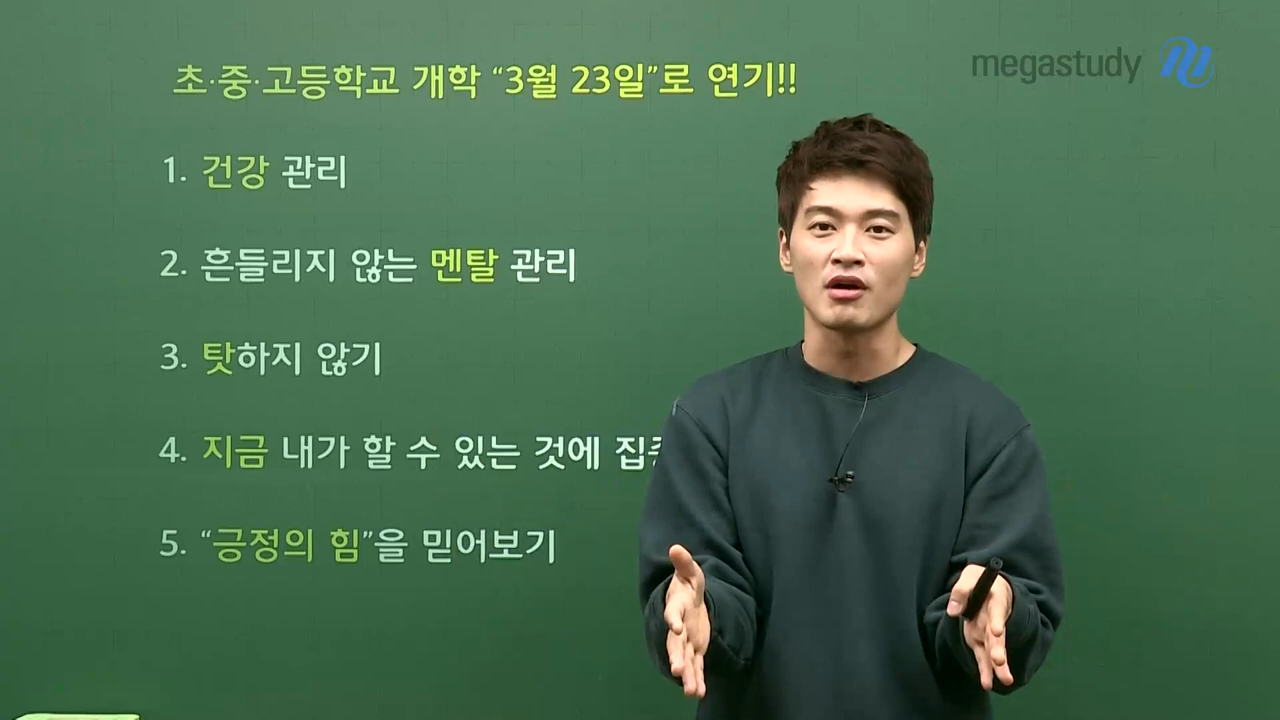 megastudy
초·중·고등학교 개학 “3월 23일”로 연기!!
1. 건강 관리
2. 흔들리지 않는 멘탈 관리
3. 탓하지 않기
4. 지금 내가 할 수 있는 것에
5. “긍정의 힘”을 믿어보기